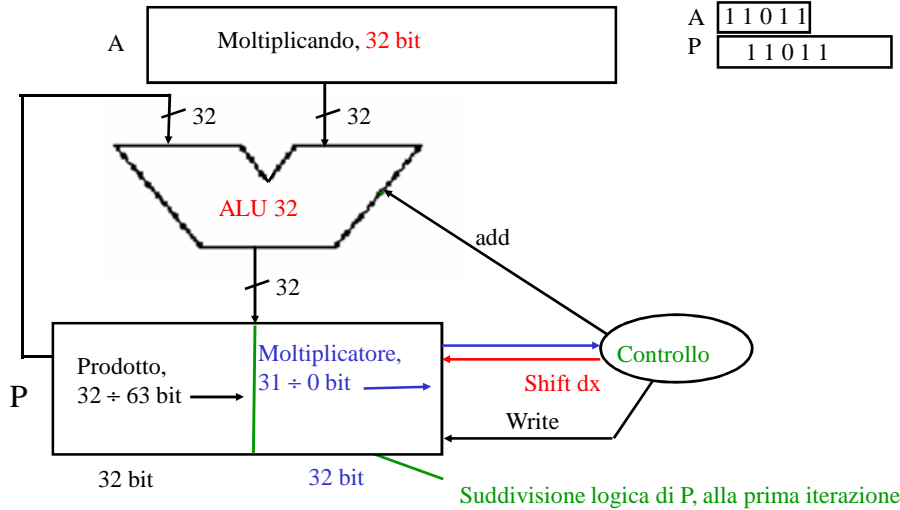 A
Moltiplicando, 32 bit
A
1 1 0 1 1
P
1 1 0 1 1
32
32
ALU 32
add
32
P
Prodotto,
32 ÷ 63 bit
Moltiplicatore,
31 ÷ 0 bit
Controllo
Shift dx
Write
32 bit
32 bit
Suddivisione logica di P, alla prima iterazione